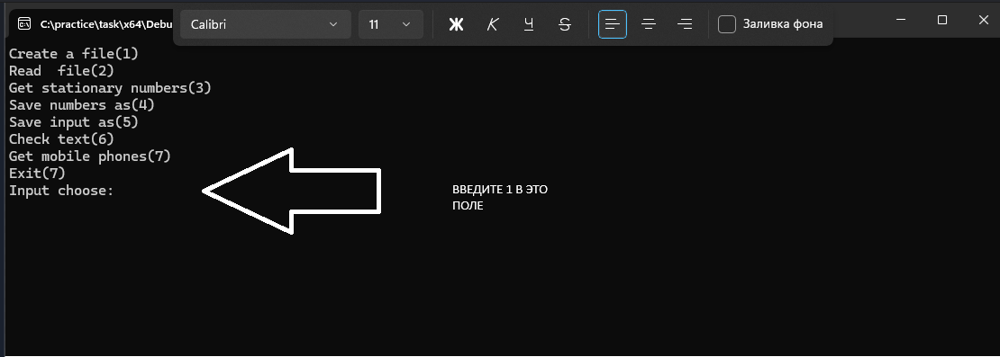 C:\practice\task\x64\Debu
Calibri
11
Ж
К
Ч
S
Заливка фона
Create a file(1)
Read  file(2)
Get stationary numbers(3)
Save numbers as(4)
Save input as(5)
Check text(6)
Get mobile phones(7)
Exit(7)
Input choose:
ВВЕДИТЕ 1 В ЭТО
ПОЛЕ